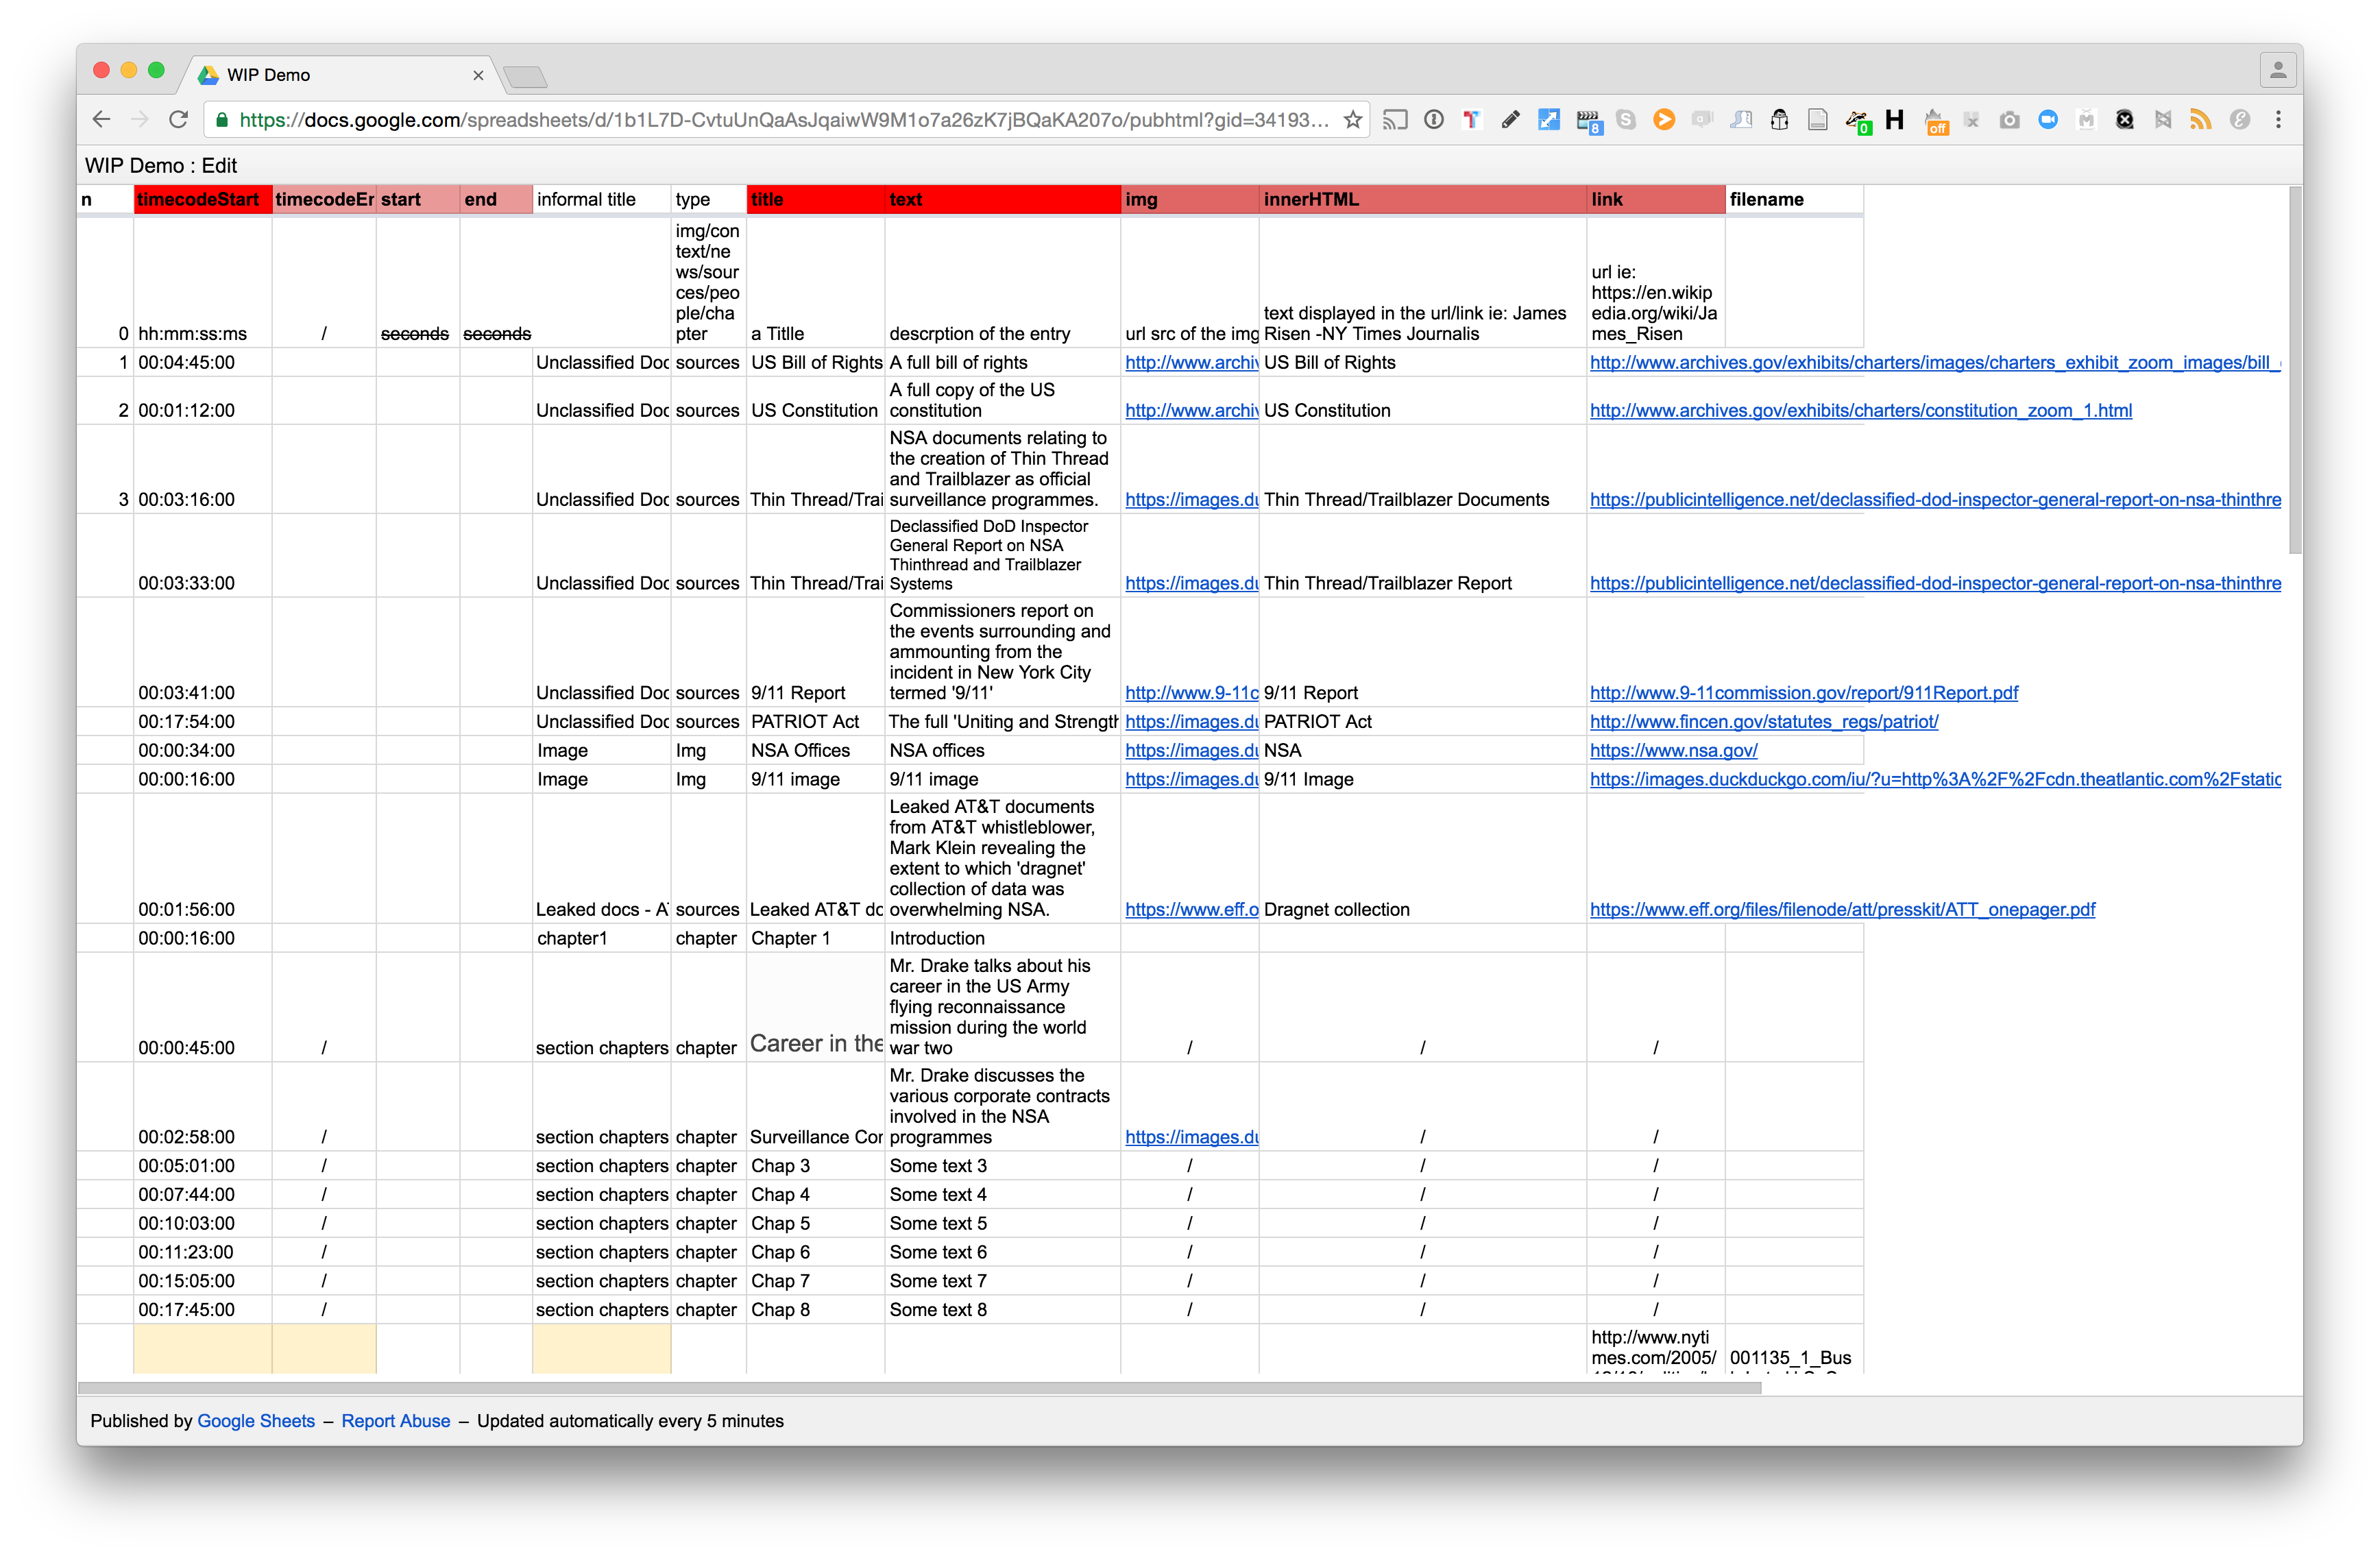 WIP Demo
https://docs.google.com/spreadsheets/d/1b1L7D-CvtuUnQaAsJqaiwW9M1o7a26zK7jBQaKA207o/pubhtml?gid=34193...
8
0
H
off
WIP Demo : Edit
n timecodeStart timecodeEr start end informal title type title text img innerHTML link filename
img/con
text/ne
ws/sour
ces/peo
ple/cha
pter
url ie:
https://en.wikip
edia.org/wiki/Ja
mes_Risen
text displayed in the url/link ie: James
Risen -NY Times Journalis
0 hh:mm:ss:ms / seconds seconds a Titlle descrption of the entry url src of the img
1 00:04:45:00 Unclassified Doc sources US Bill of Rights A full bill of rights http://www.archiv US Bill of Rights http://www.archives.gov/exhibits/charters/images/charters_exhibit_zoom_images/bill_
A full copy of the US
constitution
2 00:01:12:00 Unclassified Doc sources US Constitution http://www.archiv US Constitution http://www.archives.gov/exhibits/charters/constitution_zoom_1.html
NSA documents relating to
the creation of Thin Thread
and Trailblazer as official
surveillance programmes.
3 00:03:16:00 Unclassified Doc sources Thin Thread/Trai https://images.du Thin Thread/Trailblazer Documents https://publicintelligence.net/declassified-dod-inspector-general-report-on-nsa-thinthre
Declassified DoD Inspector
General Report on NSA
Thinthread and Trailblazer
Systems
00:03:33:00 Unclassified Doc sources Thin Thread/Trai https://images.du Thin Thread/Trailblazer Report https://publicintelligence.net/declassified-dod-inspector-general-report-on-nsa-thinthre
Commissioners report on
the events surrounding and
ammounting from the
incident in New York City
termed '9/11'
00:03:41:00 Unclassified Doc sources 9/11 Report http://www.9-11c 9/11 Report http://www.9-11commission.gov/report/911Report.pdf
00:17:54:00 Unclassified Doc sources PATRIOT Act The full 'Uniting and Strength https://images.du PATRIOT Act http://www.fincen.gov/statutes_regs/patriot/
00:00:34:00 Image Img NSA Offices NSA offices https://images.du NSA https://www.nsa.gov/
00:00:16:00 Image Img 9/11 image 9/11 image https://images.du 9/11 Image https://images.duckduckgo.com/iu/?u=http%3A%2F%2Fcdn.theatlantic.com%2Fstatic
Leaked AT&T documents
from AT&T whistleblower,
Mark Klein revealing the
extent to which 'dragnet'
collection of data was
overwhelming NSA.
00:01:56:00 Leaked docs - AT sources Leaked AT&T do https://www.eff.o Dragnet collection https://www.eff.org/files/filenode/att/presskit/ATT_onepager.pdf
00:00:16:00 chapter1 chapter Chapter 1 Introduction
Mr. Drake talks about his
career in the US Army
flying reconnaissance
mission during the world
war two
00:00:45:00 / section chapters chapter Career in the / / /
Mr. Drake discusses the
various corporate contracts
involved in the NSA
programmes
00:02:58:00 / section chapters chapter Surveillance Cor https://images.du / /
00:05:01:00 / section chapters chapter Chap 3 Some text 3 / / /
00:07:44:00 / section chapters chapter Chap 4 Some text 4 / / /
00:10:03:00 / section chapters chapter Chap 5 Some text 5 / / /
00:11:23:00 / section chapters chapter Chap 6 Some text 6 / / /
00:15:05:00 / section chapters chapter Chap 7 Some text 7 / / /
00:17:45:00 / section chapters chapter Chap 8 Some text 8 / / /
http://www.nyti
mes.com/2005/
001135_1_Bus
Published by Google Sheets – Report Abuse – Updated automatically every 5 minutes